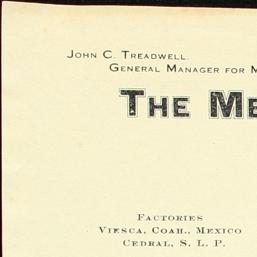 John C. Treadwell.
General Manager for M
The Me
Factories
Viesca, Coah., Mexico
Cedral, S. L. P.